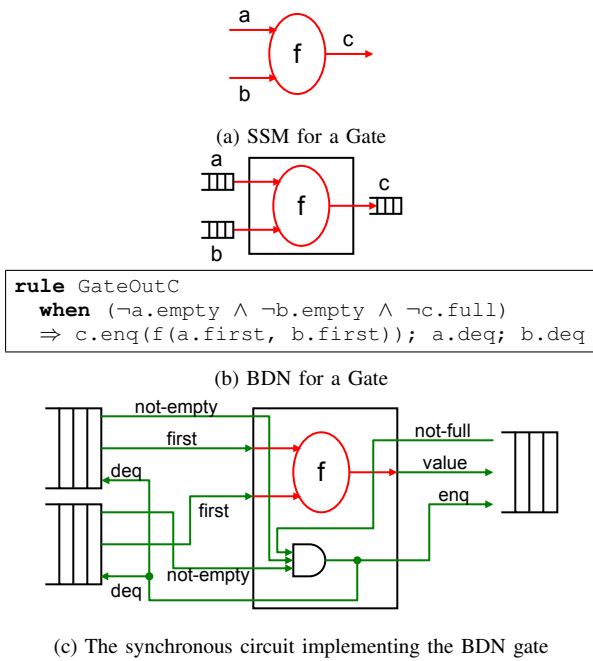 a
c
f
b
(a) SSM for a Gate
a
c
f
b
rule GateOutC
when (¬a.empty ∧ ¬b.empty ∧ ¬c.full)
⇒ c.enq(f(a.first, b.first)); a.deq; b.deq
(b) BDN for a Gate
not-empty
not-full
first
f
value
deq
enq
first
not-empty
deq
(c) The synchronous circuit implementing the BDN gate